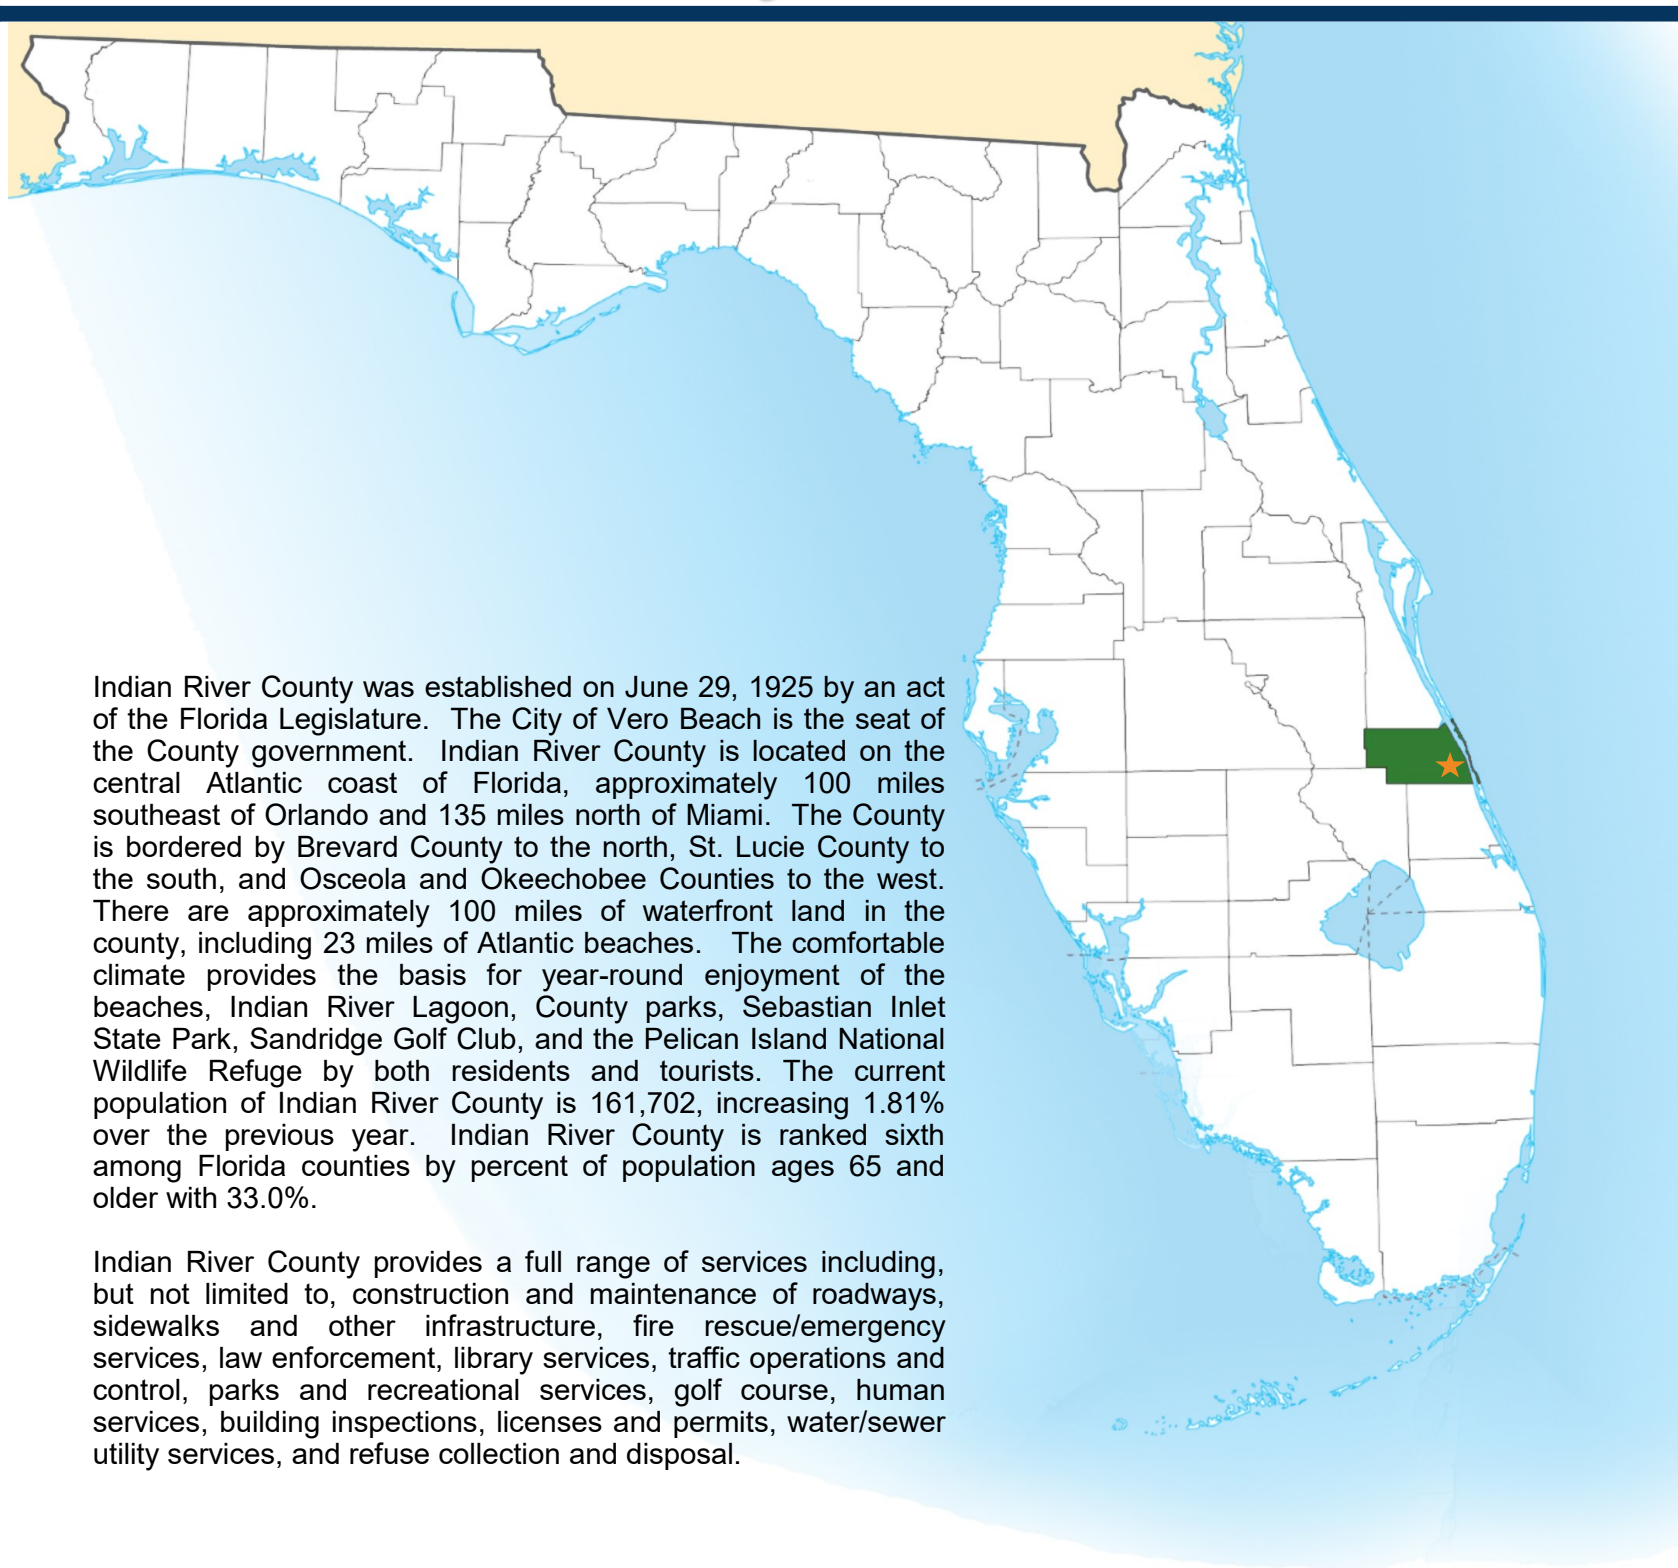 Indian River County was established on June 29, 1925 by an act
of the Florida Legislature. The City of Vero Beach is the seat of
the County government. Indian River County is located on the
central Atlantic coast of Florida, approximately 100 miles
southeast of Orlando and 135 miles north of Miami. The County
is bordered by Brevard County to the north, St. Lucie County to
the south, and Osceola and Okeechobee Counties to the west.
There are approximately 100 miles of waterfront land in the
county, including 23 miles of Atlantic beaches. The comfortable
climate provides the basis for year-round enjoyment of the
beaches, Indian River Lagoon, County parks, Sebastian Inlet
State Park, Sandridge Golf Club, and the Pelican Island National
Wildlife Refuge by both residents and tourists. The current
population of Indian River County is 161,702, increasing 1.81%
over the previous year. Indian River County is ranked sixth
among Florida counties by percent of population ages 65 and
older with 33.0%.
Indian River County provides a full range of services including,
but not limited to, construction and maintenance of roadways,
sidewalks and other infrastructure, fire rescue/emergency
services, law enforcement, library services, traffic operations and
control, parks and recreational services, golf course, human
services, building inspections, licenses and permits, water/sewer
utility services, and refuse collection and disposal.